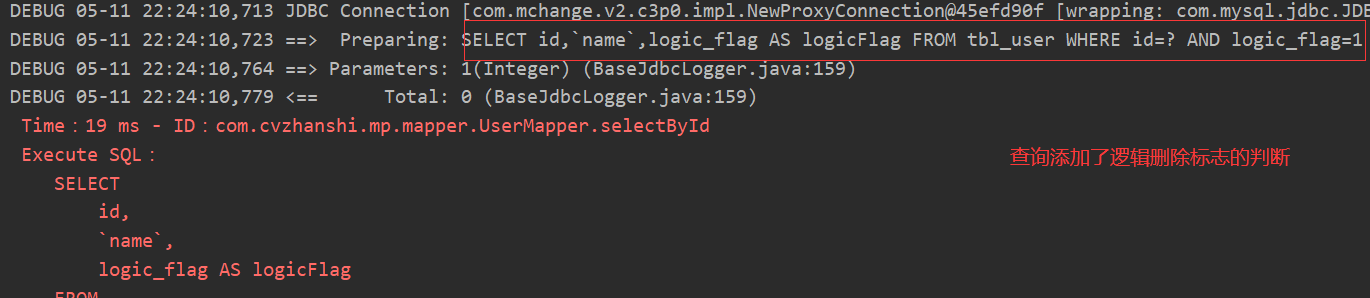 DEBUG 05-11 22:24:10,713 JDBC Connection [com.mchange.v2.c3p0.impl.NewProxyConnection@45efd90f [wrapping: com.mysql.jdbc.JDB
DEBUG 05-11 22:24:10,723 ==>  Preparing: SELECT id,`name`,logic_flag AS logicFlag FROM tbl_user WHERE id=? AND logic_flag=1
DEBUG 05-11 22:24:10,764 ==> Parameters: 1(Integer) (BaseJdbcLogger.java:159)
DEBUG 05-11 22:24:10,779 <==      Total: 0 (BaseJdbcLogger.java:159)
Time：19 ms - ID：com.cvzhanshi.mp.mapper.UserMapper.selectById
Execute SQL：
查询添加了逻辑删除标志的判断
SELECT
id,
`name`,
logic_flag AS logicFlag
FROM